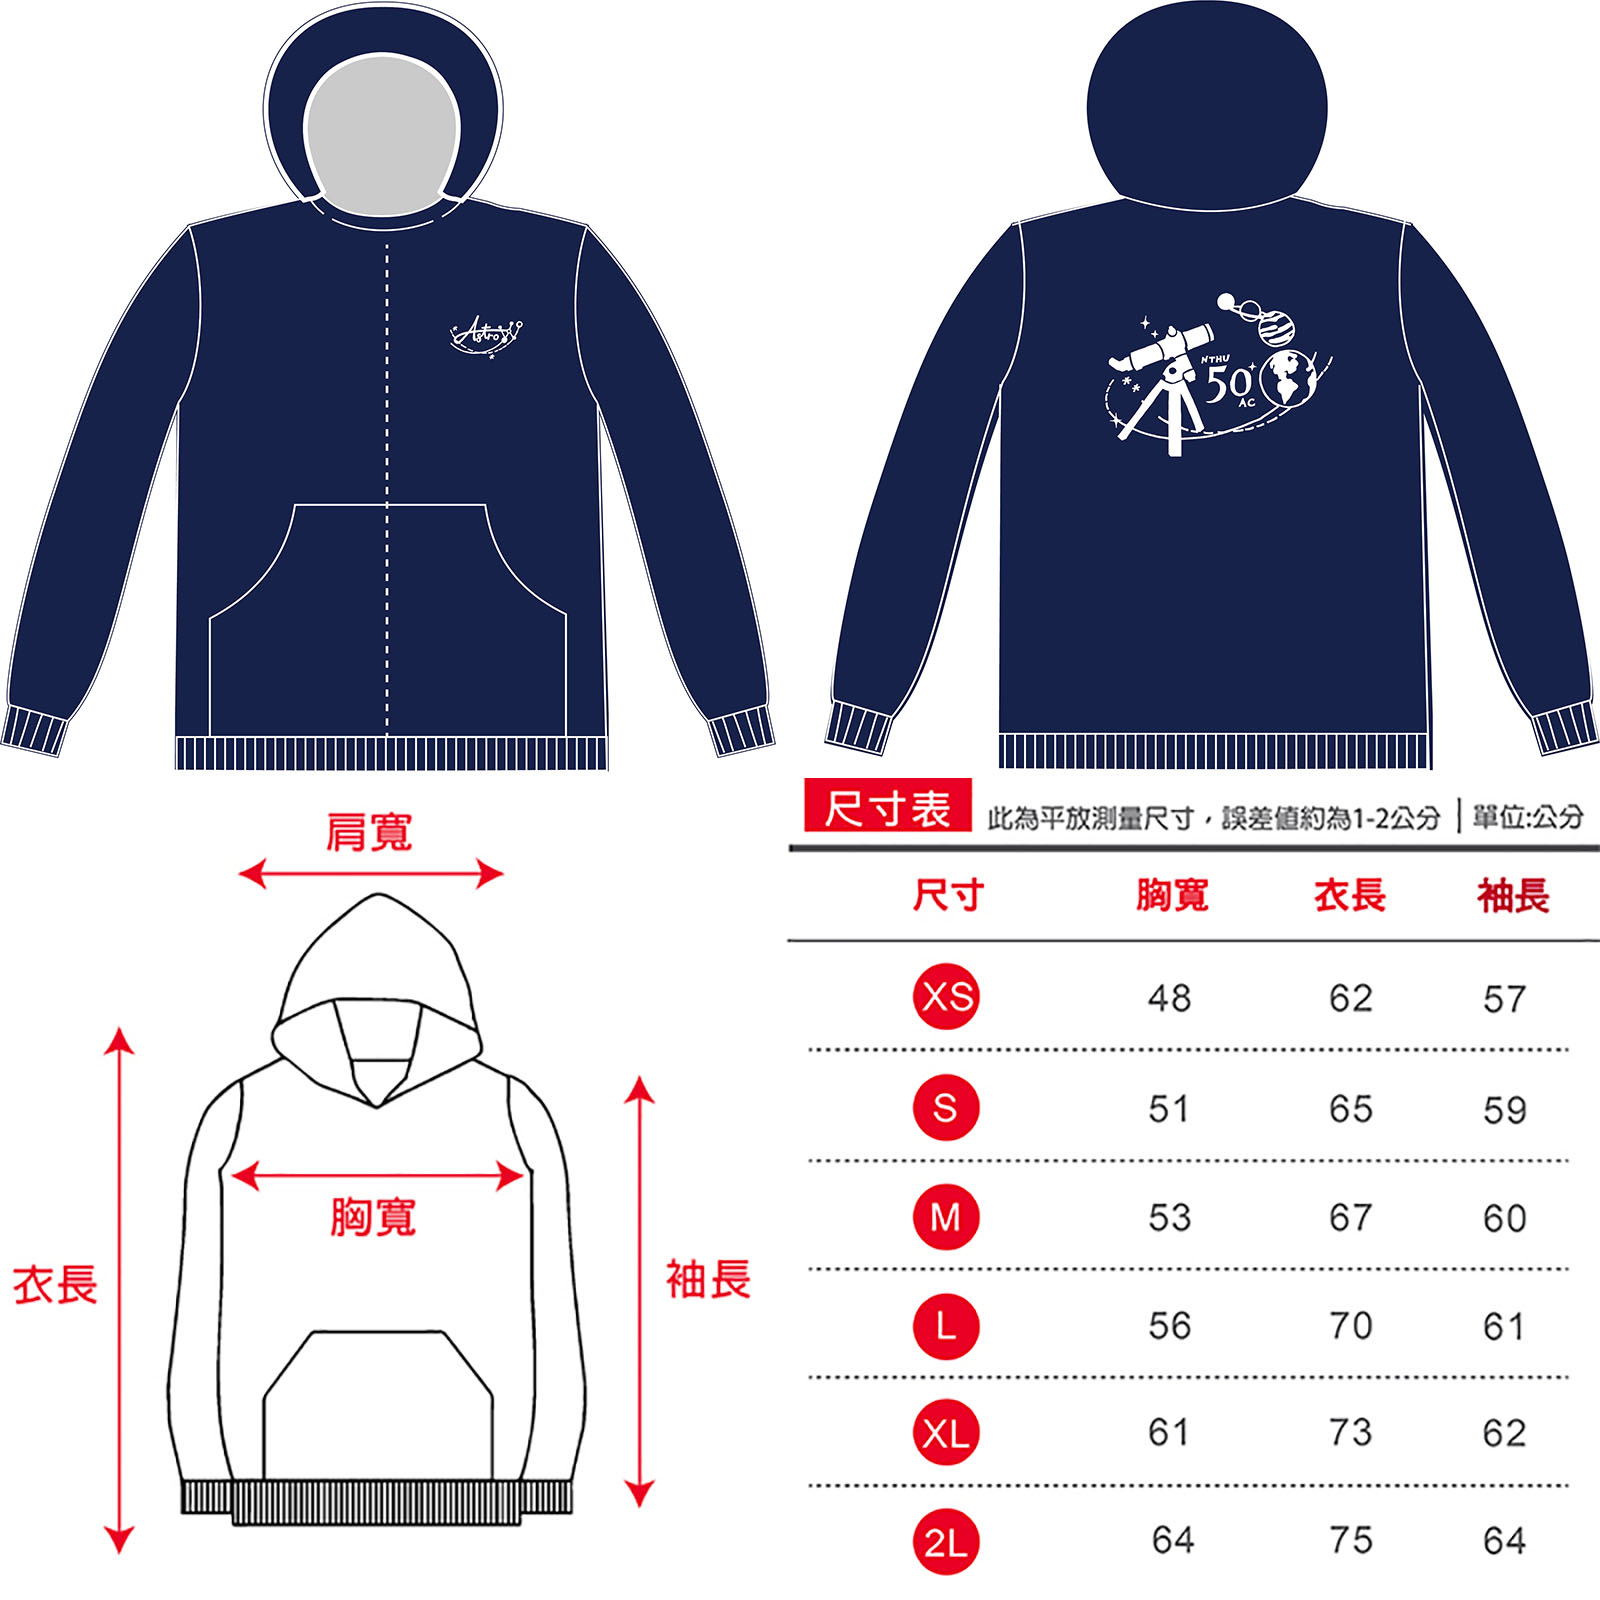 Astro
NTHU
50
AC
肩寬
胸寬
衣長
袖長
尺寸表 此為平放測量尺寸，誤差值約為1-2公分｜單位:公分
尺寸 胸寬 衣長 袖長
XS 48 62 57
S 51 65 59
M 53 67 60
L 56 70 61
XL 61 73 62
2L 64 75 64